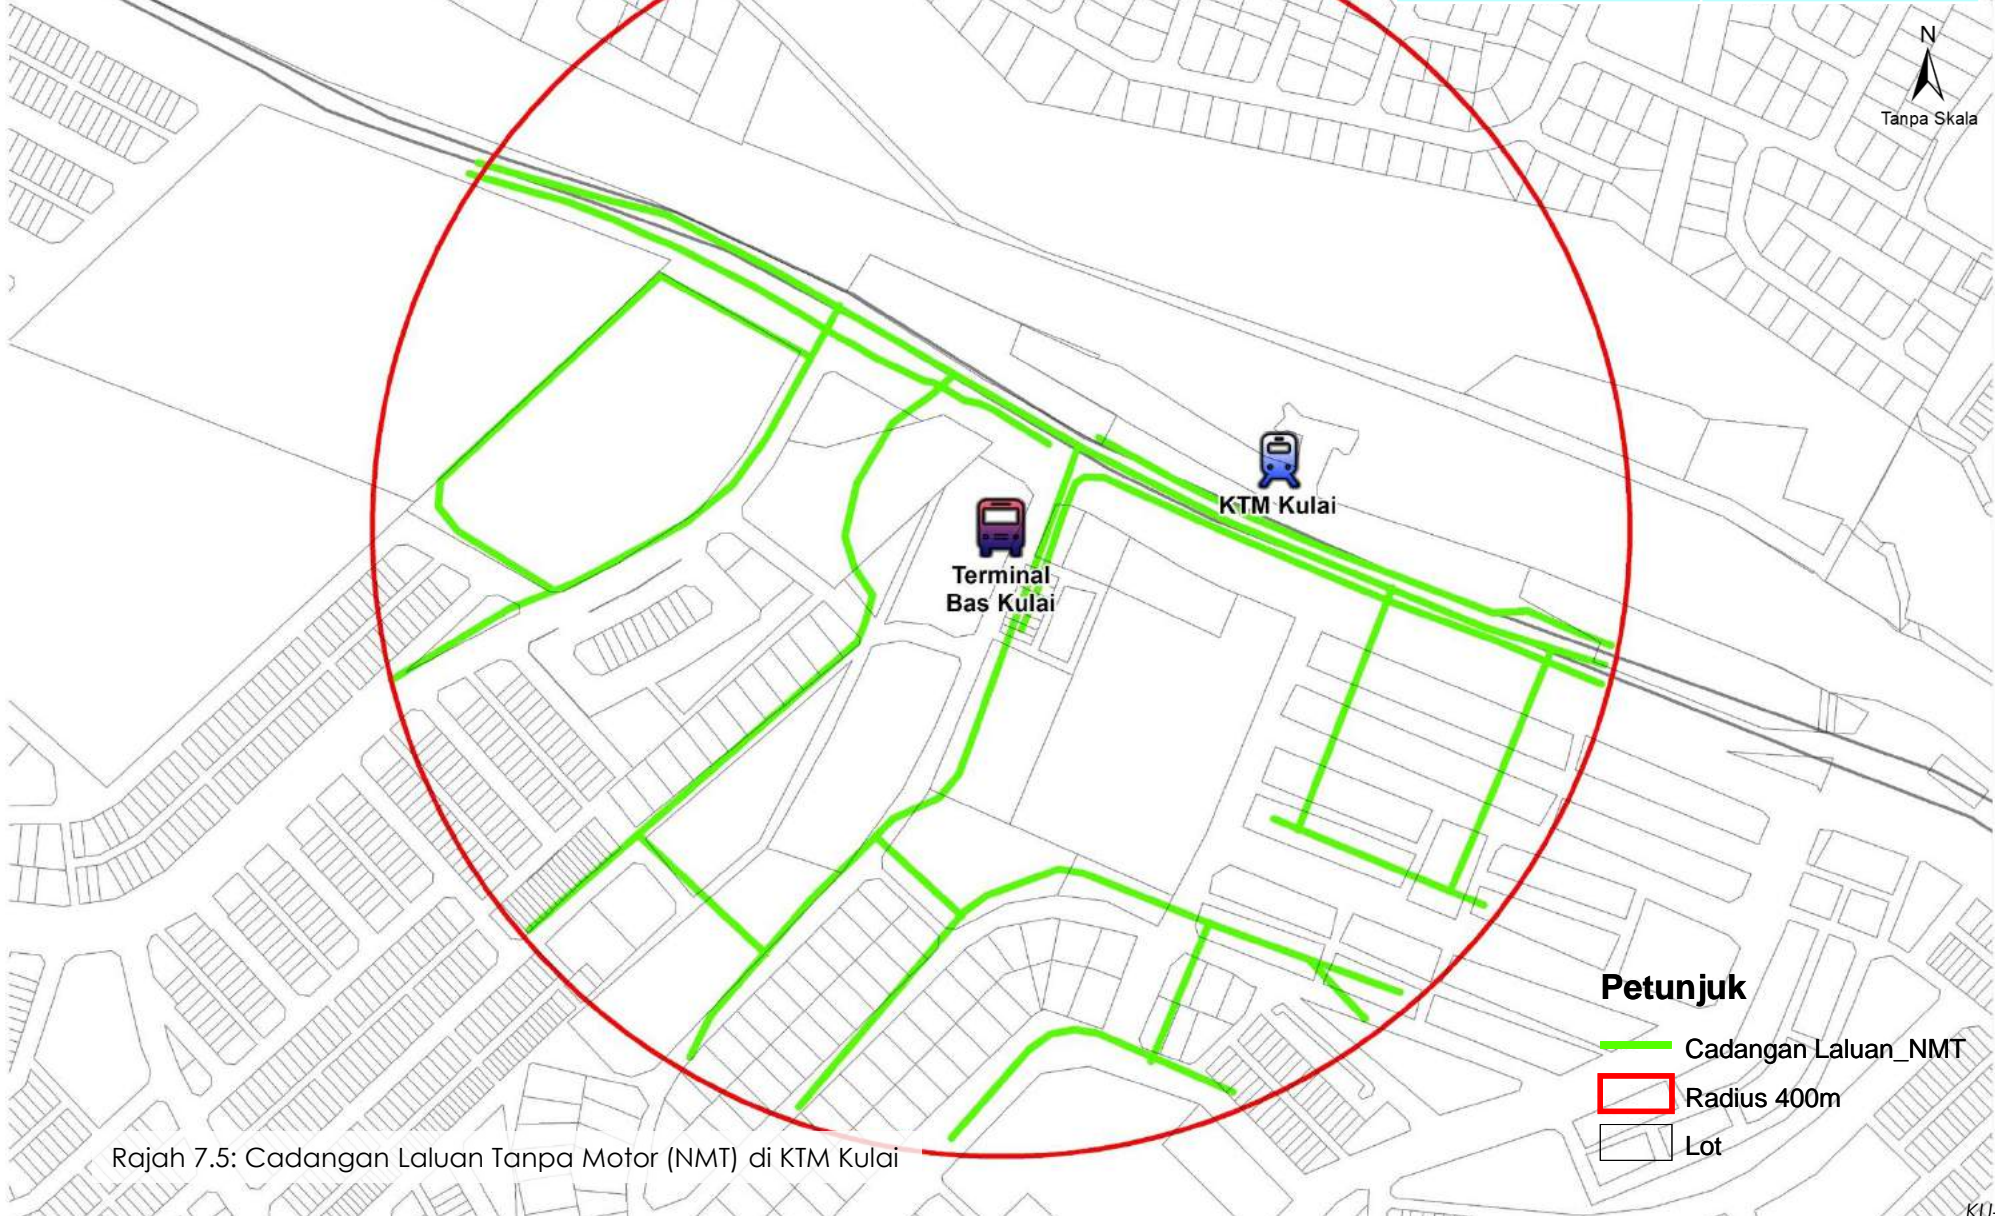 N
Tanpa Skala
KTM Kulai
Terminal
Bas Kulai
Petunjuk
Cadangan Laluan_NMT
Radius 400m
Lot
Rajah 7.5: Cadangan Laluan Tanpa Motor (NMT) di KTM Kulai